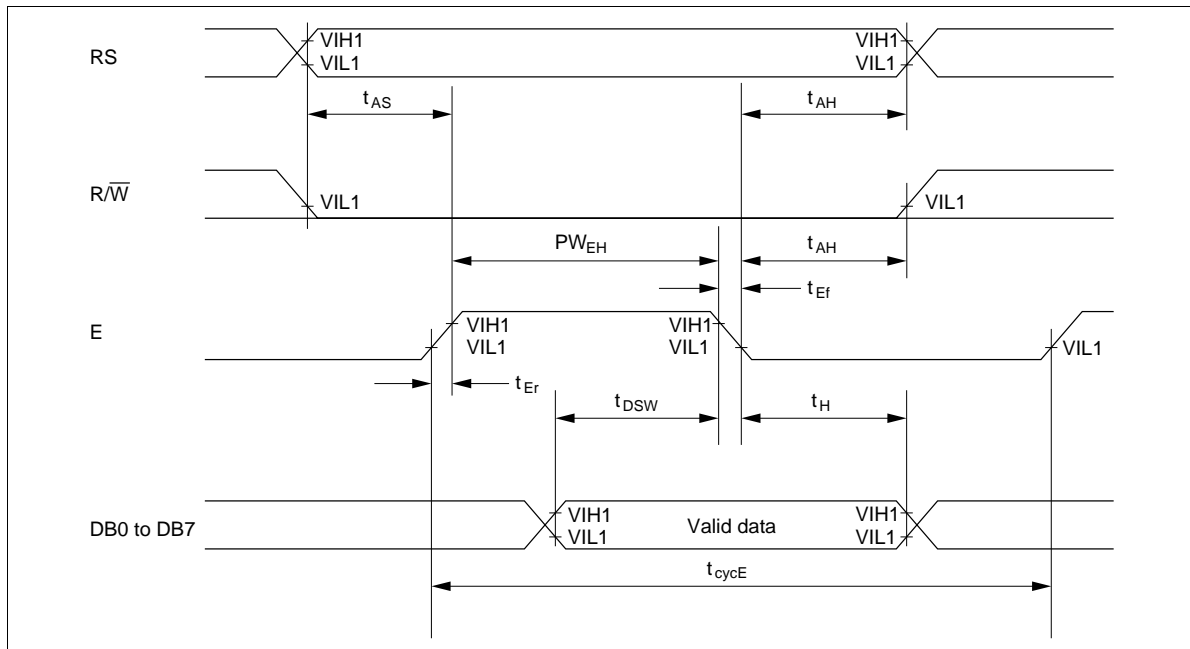 RS
VIH1
VIL1
VIH1
VIL1
tAS
tAH
R/W̅
VIL1
VIL1
PWEH
tAH
tEf
E
VIH1
VIL1
VIH1
VIL1
VIL1
tEr
tDSW
tH
DB0 to DB7
VIH1
VIL1
Valid data
VIH1
VIL1
tcycE